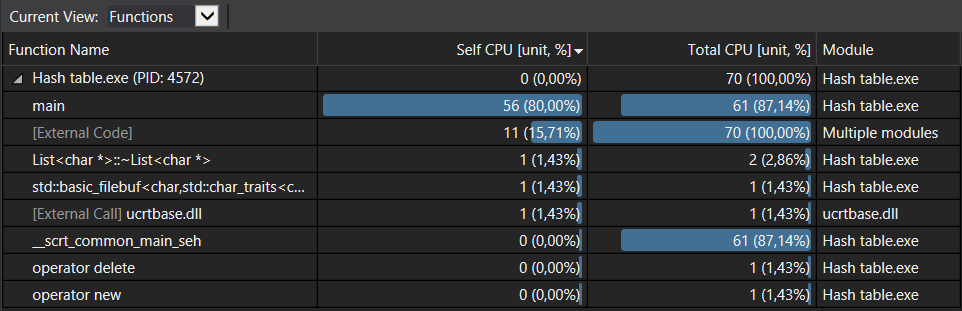 Current View: Functions
Function Name Self CPU [unit, %] Total CPU [unit, %] Module
Hash table.exe (PID: 4572) 0 (0,00%) 70 (100,00%) Hash table.exe
main 56 (80,00%) 61 (87,14%) Hash table.exe
[External Code] 11 (15,71%) 70 (100,00%) Multiple modules
List<char *>::~List<char *> 1 (1,43%) 2 (2,86%) Hash table.exe
std::basic_filebuf<char,std::char_traits<c... 1 (1,43%) 1 (1,43%) Hash table.exe
[External Call] ucrtbase.dll 1 (1,43%) 1 (1,43%) ucrtbase.dll
__scrt_common_main_seh 0 (0,00%) 61 (87,14%) Hash table.exe
operator delete 0 (0,00%) 1 (1,43%) Hash table.exe
operator new 0 (0,00%) 1 (1,43%) Hash table.exe